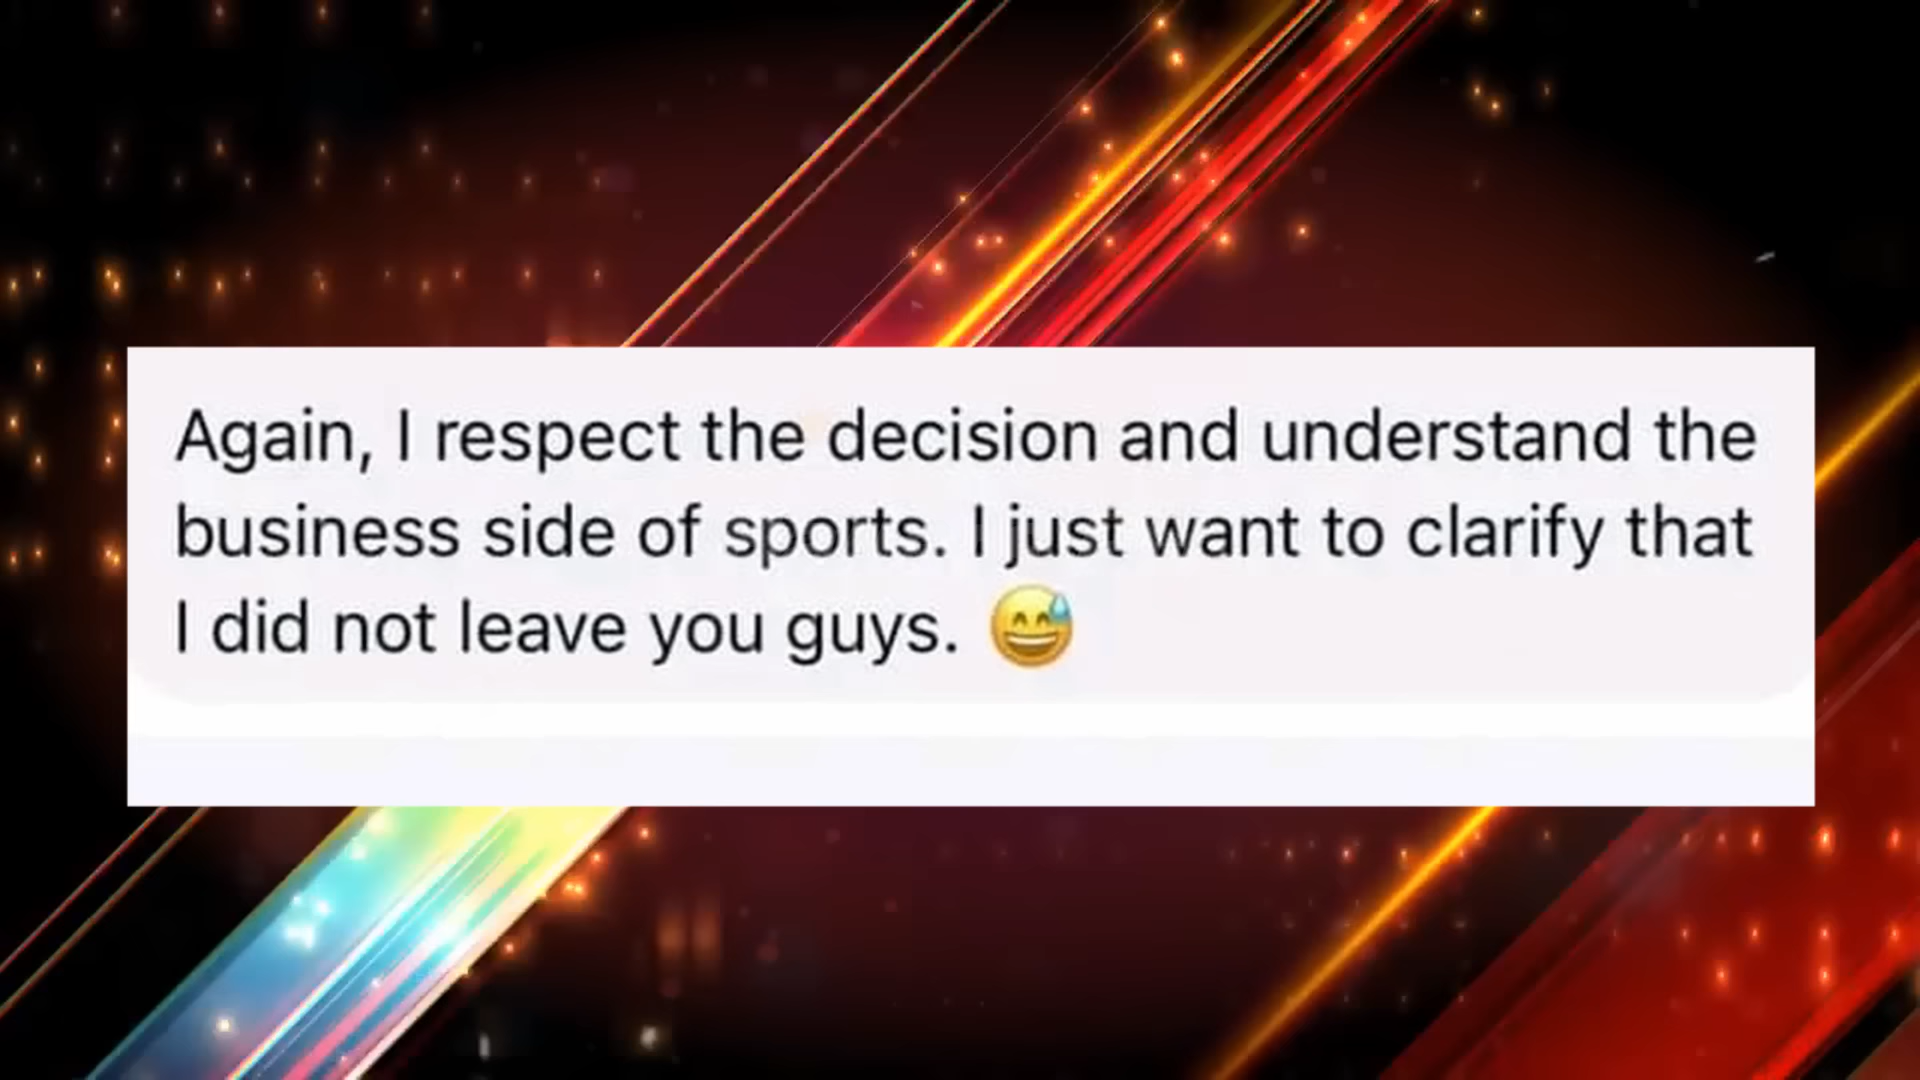 Again, I respect the decision and understand the
business side of sports. I just want to clarify that
I did not leave you guys. 😅